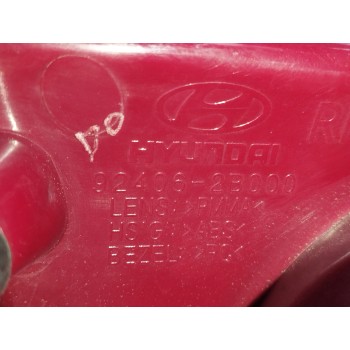 HYUNDAI
92406-2B000
LENS: >PMMA<
HSG: >ABS<
BEZEL: >PC<